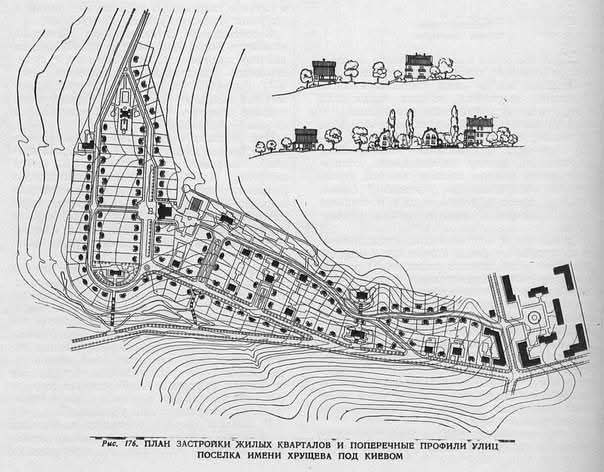 Рис. 176. ПЛАН ЗАСТРОЙКИ ЖИЛЫХ КВАРТАЛОВ И ПОПЕРЕЧНЫЕ ПРОФИЛИ УЛИЦ
ПОСЕЛКА ИМЕНИ ХРУЩЕВА ПОД КИЕВОМ